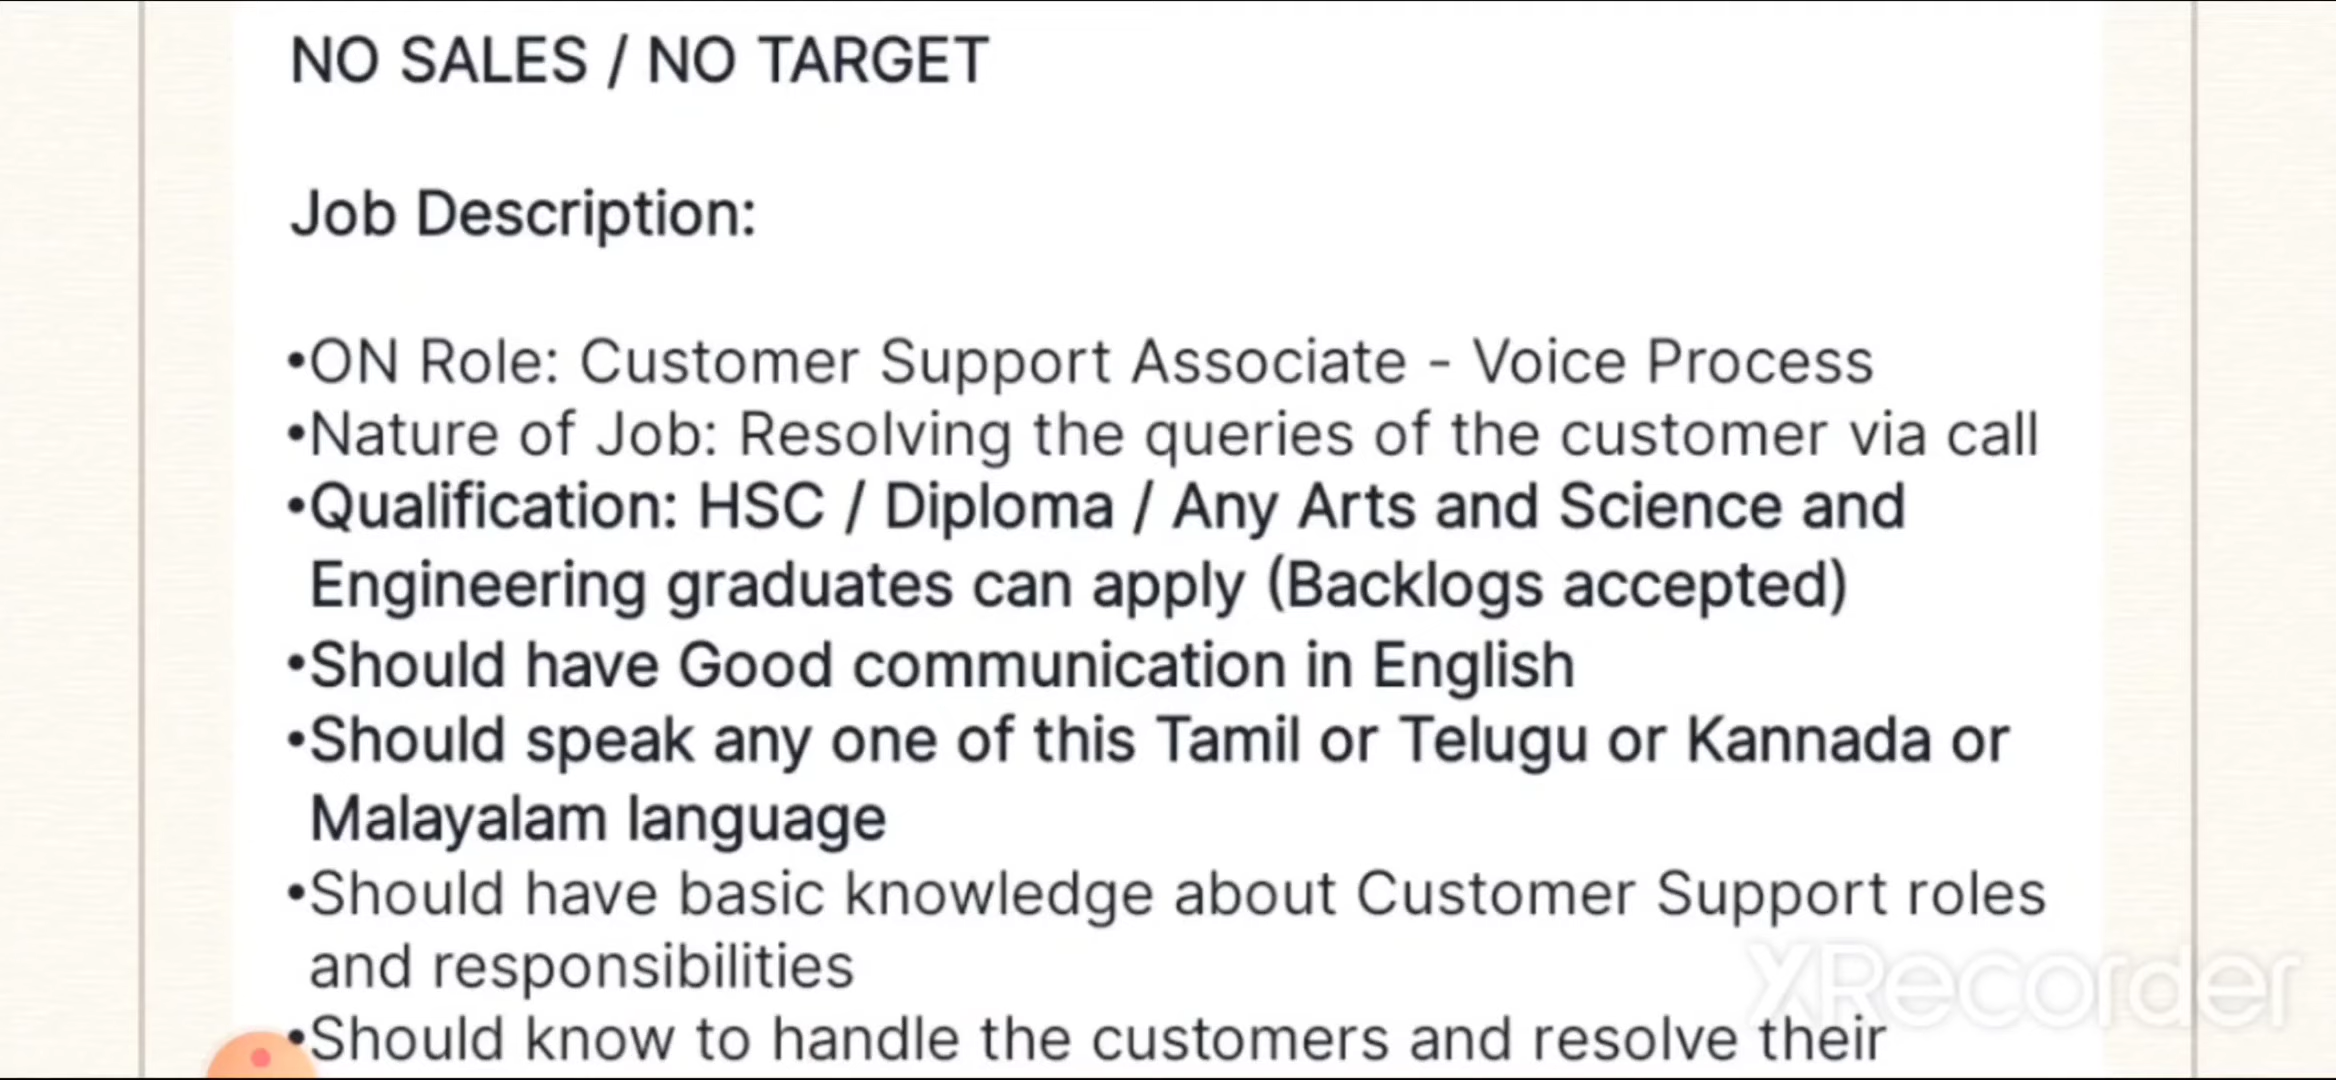 NO SALES / NO TARGET
Job Description:
•ON Role: Customer Support Associate - Voice Process
•Nature of Job: Resolving the queries of the customer via call
•Qualification: HSC / Diploma / Any Arts and Science and
Engineering graduates can apply (Backlogs accepted)
•Should have Good communication in English
•Should speak any one of this Tamil or Telugu or Kannada or
Malayalam language
•Should have basic knowledge about Customer Support roles
and responsibilities
XRecorder
•Should know to handle the customers and resolve their